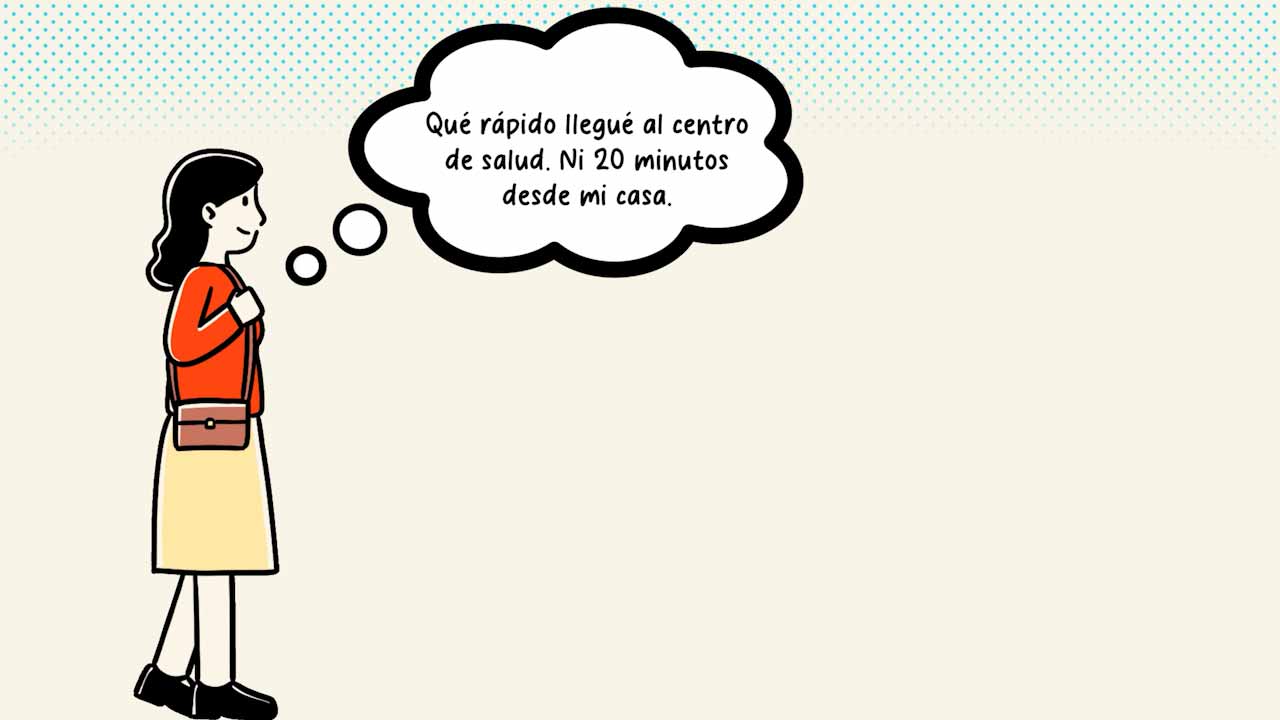 Qué rápido llegué al centro
de salud. Ni 20 minutos
desde mi casa.